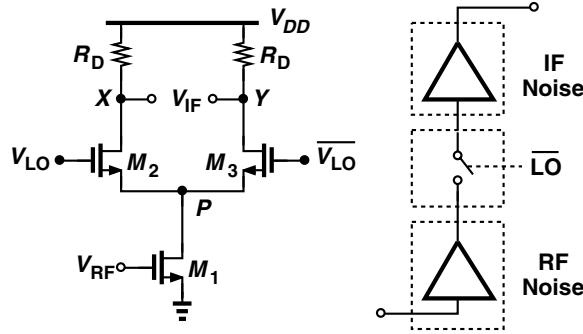 V_DD
R_D
R_D
X
V_IF
Y
V_LO
M_2
M_3
\overline{V_LO}
P
V_RF
M_1
IF
Noise
\overline{LO}
RF
Noise